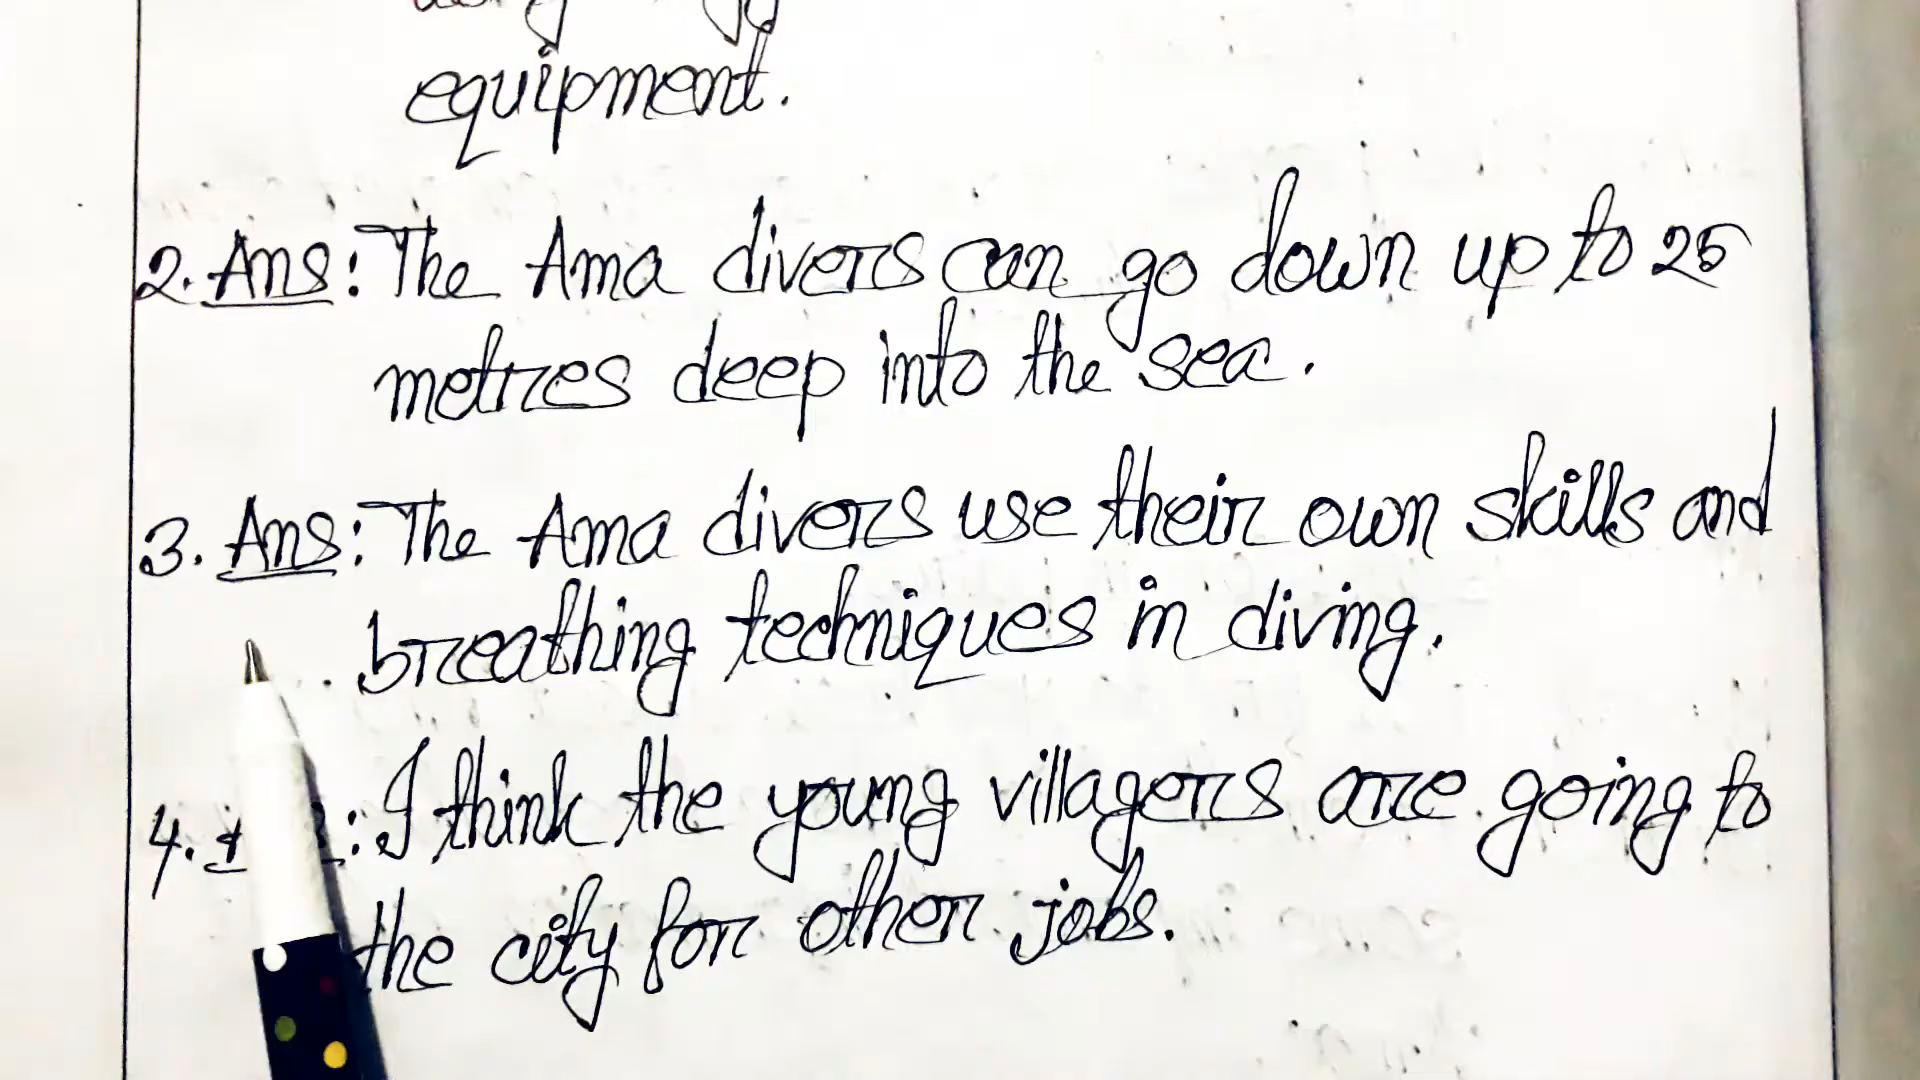 equipment.
2. Ans: The Ama divers can go down up to 25
metres deep into the sea.
3. Ans: The Ama divers use their own skills and
breathing techniques in diving.
4. : I think the young villagers are going to
the city for other jobs.